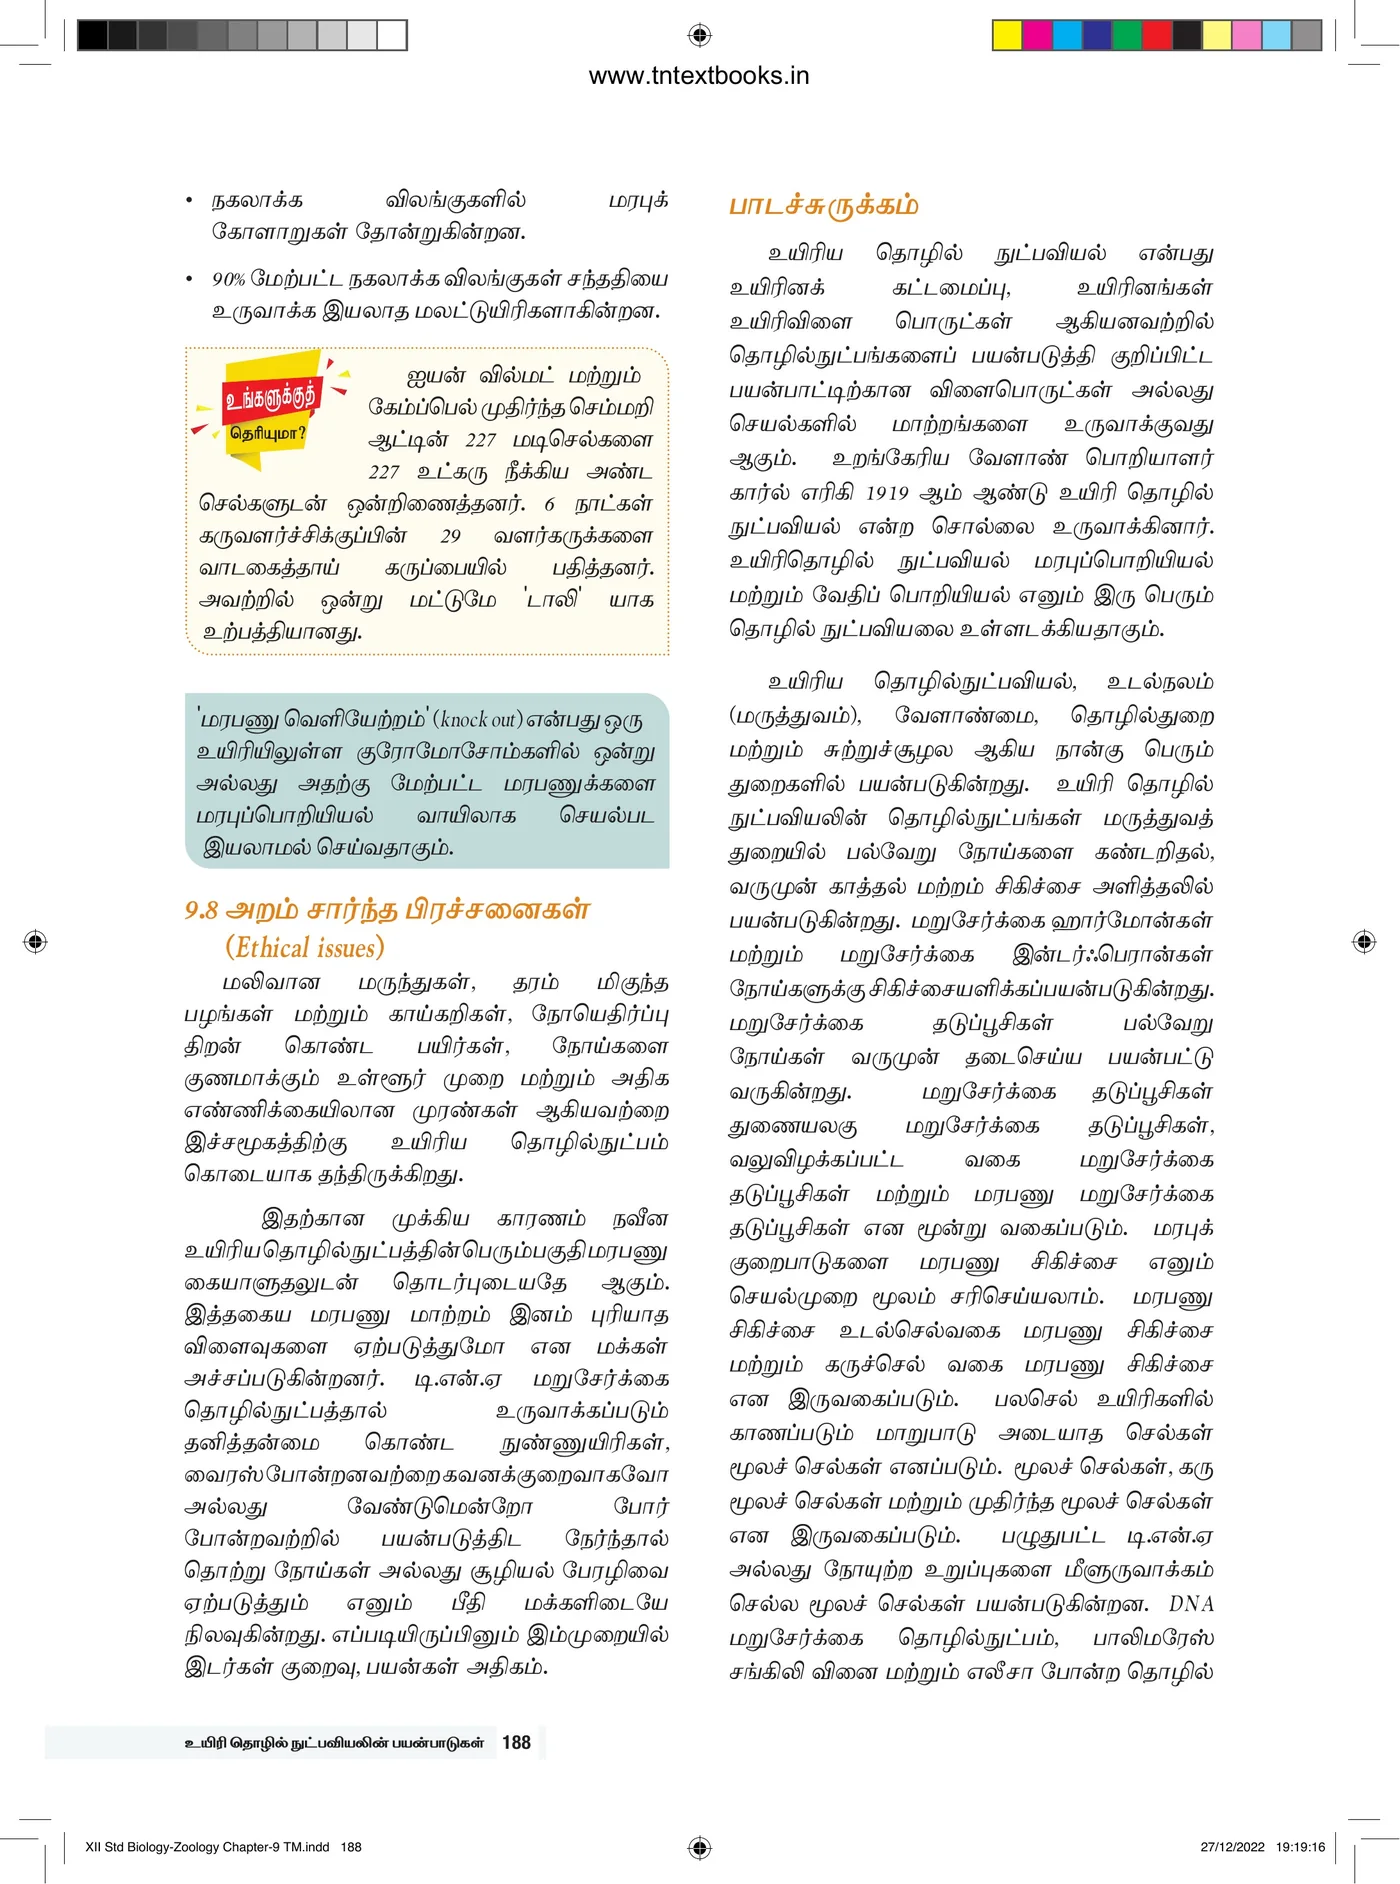 www.tntextbooks.in
• நகலாக்க விலங்குகளில் மரபுக்
கோளாறுகள் தோன்றுகின்றன.
• 90% மேற்பட்ட நகலாக்க விலங்குகள் சந்ததியை
உருவாக்க இயலாத மலட்டுயிரிகளாகின்றன.
உங்களுக்குத்
தெரியுமா?
ஐயன் வில்மட் மற்றும்
கேம்ப்பெல் முதிர்ந்த செம்மறி
ஆட்டின் 227 மடிசெல்களை
227 உட்கரு நீக்கிய அண்ட
செல்களுடன் ஒன்றிணைத்தனர். 6 நாட்கள்
கருவளர்ச்சிக்குப்பின் 29 வளர்கருக்களை
வாடகைத்தாய் கருப்பையில் பதித்தனர்.
அவற்றில் ஒன்று மட்டுமே 'டாலி' யாக
உற்பத்தியானது.
'மரபணு வெளியேற்றம்' (knock out) என்பது ஒரு
உயிரியிலுள்ள குரோமோசோம்களில் ஒன்று
அல்லது அதற்கு மேற்பட்ட மரபணுக்களை
மரபுப்பொறியியல் வாயிலாக செயல்பட
இயலாமல் செய்வதாகும்.
9.8 அறம் சார்ந்த பிரச்சனைகள்
(Ethical issues)
மலிவான மருந்துகள், தரம் மிகுந்த
பழங்கள் மற்றும் காய்கறிகள், நோயெதிர்ப்பு
திறன் கொண்ட பயிர்கள், நோய்களை
குணமாக்கும் உள்ளூர் முறை மற்றும் அதிக
எண்ணிக்கையிலான முரண்கள் ஆகியவற்றை
இச்சமூகத்திற்கு உயிரிய தொழில்நுட்பம்
கொடையாக தந்திருக்கிறது.
இதற்கான முக்கிய காரணம் நவீன
உயிரியதொழில்நுட்பத்தின் பெரும்பகுதி மரபணு
கையாளுதலுடன் தொடர்புடையதே ஆகும்.
இத்தகைய மரபணு மாற்றம் இனம் புரியாத
விளைவுகளை ஏற்படுத்துமோ என மக்கள்
அச்சப்படுகின்றனர். டி.என்.ஏ மறுசேர்க்கை
தொழில்நுட்பத்தால் உருவாக்கப்படும்
தனித்தன்மை கொண்ட நுண்ணுயிரிகள்,
வைரஸ் போன்றனவற்றை கவனக்குறைவாகவோ
அல்லது வேண்டுமென்றோ போர்
போன்றவற்றில் பயன்படுத்திட நேர்ந்தால்
தொற்று நோய்கள் அல்லது சூழியல் பேரழிவை
ஏற்படுத்தும் எனும் பீதி மக்களிடையே
நிலவுகின்றது. எப்படியிருப்பினும் இம்முறையில்
இடர்கள் குறைவு, பயன்கள் அதிகம்.
பாடச்சுருக்கம்
உயிரிய தொழில் நுட்பவியல் என்பது
உயிரினக் கட்டமைப்பு, உயிரினங்கள்
உயிரிவிளை பொருட்கள் ஆகியனவற்றில்
தொழில்நுட்பங்களைப் பயன்படுத்தி குறிப்பிட்ட
பயன்பாட்டிற்கான விளைபொருட்கள் அல்லது
செயல்களில் மாற்றங்களை உருவாக்குவது
ஆகும். உறங்கேகரிய வேளாண் பொறியாளர்
கார்ல் எரிகி 1919 ஆம் ஆண்டு உயிரி தொழில்
நுட்பவியல் என்ற சொல்லை உருவாக்கினார்.
உயிரிதொழில் நுட்பவியல் மரபுப்பொறியியல்
மற்றும் வேதிப் பொறியியல் எனும் இரு பெரும்
தொழில் நுட்பவியலை உள்ளடக்கியதாகும்.
உயிரிய தொழில்நுட்பவியல், உடல்நலம்
(மருத்துவம்), வேளாண்மை, தொழில்துறை
மற்றும் சுற்றுச்சூழல ஆகிய நான்கு பெரும்
துறைகளில் பயன்படுகின்றது. உயிரி தொழில்
நுட்பவியலின் தொழில்நுட்பங்கள் மருத்துவத்
துறையில் பல்வேறு நோய்களை கண்டறிதல்,
வருமுன் காத்தல் மற்றம் சிகிச்சை அளித்தலில்
பயன்படுகின்றது. மறுசேர்க்கை ஹார்மோன்கள்
மற்றும் மறுசேர்க்கை இன்டர்ஃபெரான்கள்
நோய்களுக்கு சிகிச்சையளிக்கப்பயன்படுகின்றது.
மறுசேர்க்கை தடுப்பூசிகள் பல்வேறு
நோய்கள் வருமுன் தடைசெய்ய பயன்பட்டு
வருகின்றது. மறுசேர்க்கை தடுப்பூசிகள்
துணையலகு மறுசேர்க்கை தடுப்பூசிகள்,
வலுவிழக்கப்பட்ட வகை மறுசேர்க்கை
தடுப்பூசிகள் மற்றும் மரபணு மறுசேர்க்கை
தடுப்பூசிகள் என மூன்று வகைப்படும். மரபுக்
குறைபாடுகளை மரபணு சிகிச்சை எனும்
செயல்முறை மூலம் சரிசெய்யலாம். மரபணு
சிகிச்சை உடல்செல்வகை மரபணு சிகிச்சை
மற்றும் கருச்செல் வகை மரபணு சிகிச்சை
என இருவகைப்படும். பலசெல் உயிரிகளில்
காணப்படும் மாறுபாடு அடையாத செல்கள்
மூலச் செல்கள் எனப்படும். மூலச் செல்கள், கரு
மூலச் செல்கள் மற்றும் முதிர்ந்த மூலச் செல்கள்
என இருவகைப்படும். பழுதுபட்ட டி.என்.ஏ
அல்லது நோயுற்ற உறுப்புகளை மீளுருவாக்கம்
செல்ல மூலச் செல்கள் பயன்படுகின்றன. DNA
மறுசேர்க்கை தொழில்நுட்பம், பாலிமரேஸ்
சங்கிலி வினை மற்றும் எலீசா போன்ற தொழில்
உயிரி தொழில் நுட்பவியலின் பயன்பாடுகள் 188
XII Std Biology-Zoology Chapter-9 TM.indd 188
27/12/2022 19:19:16